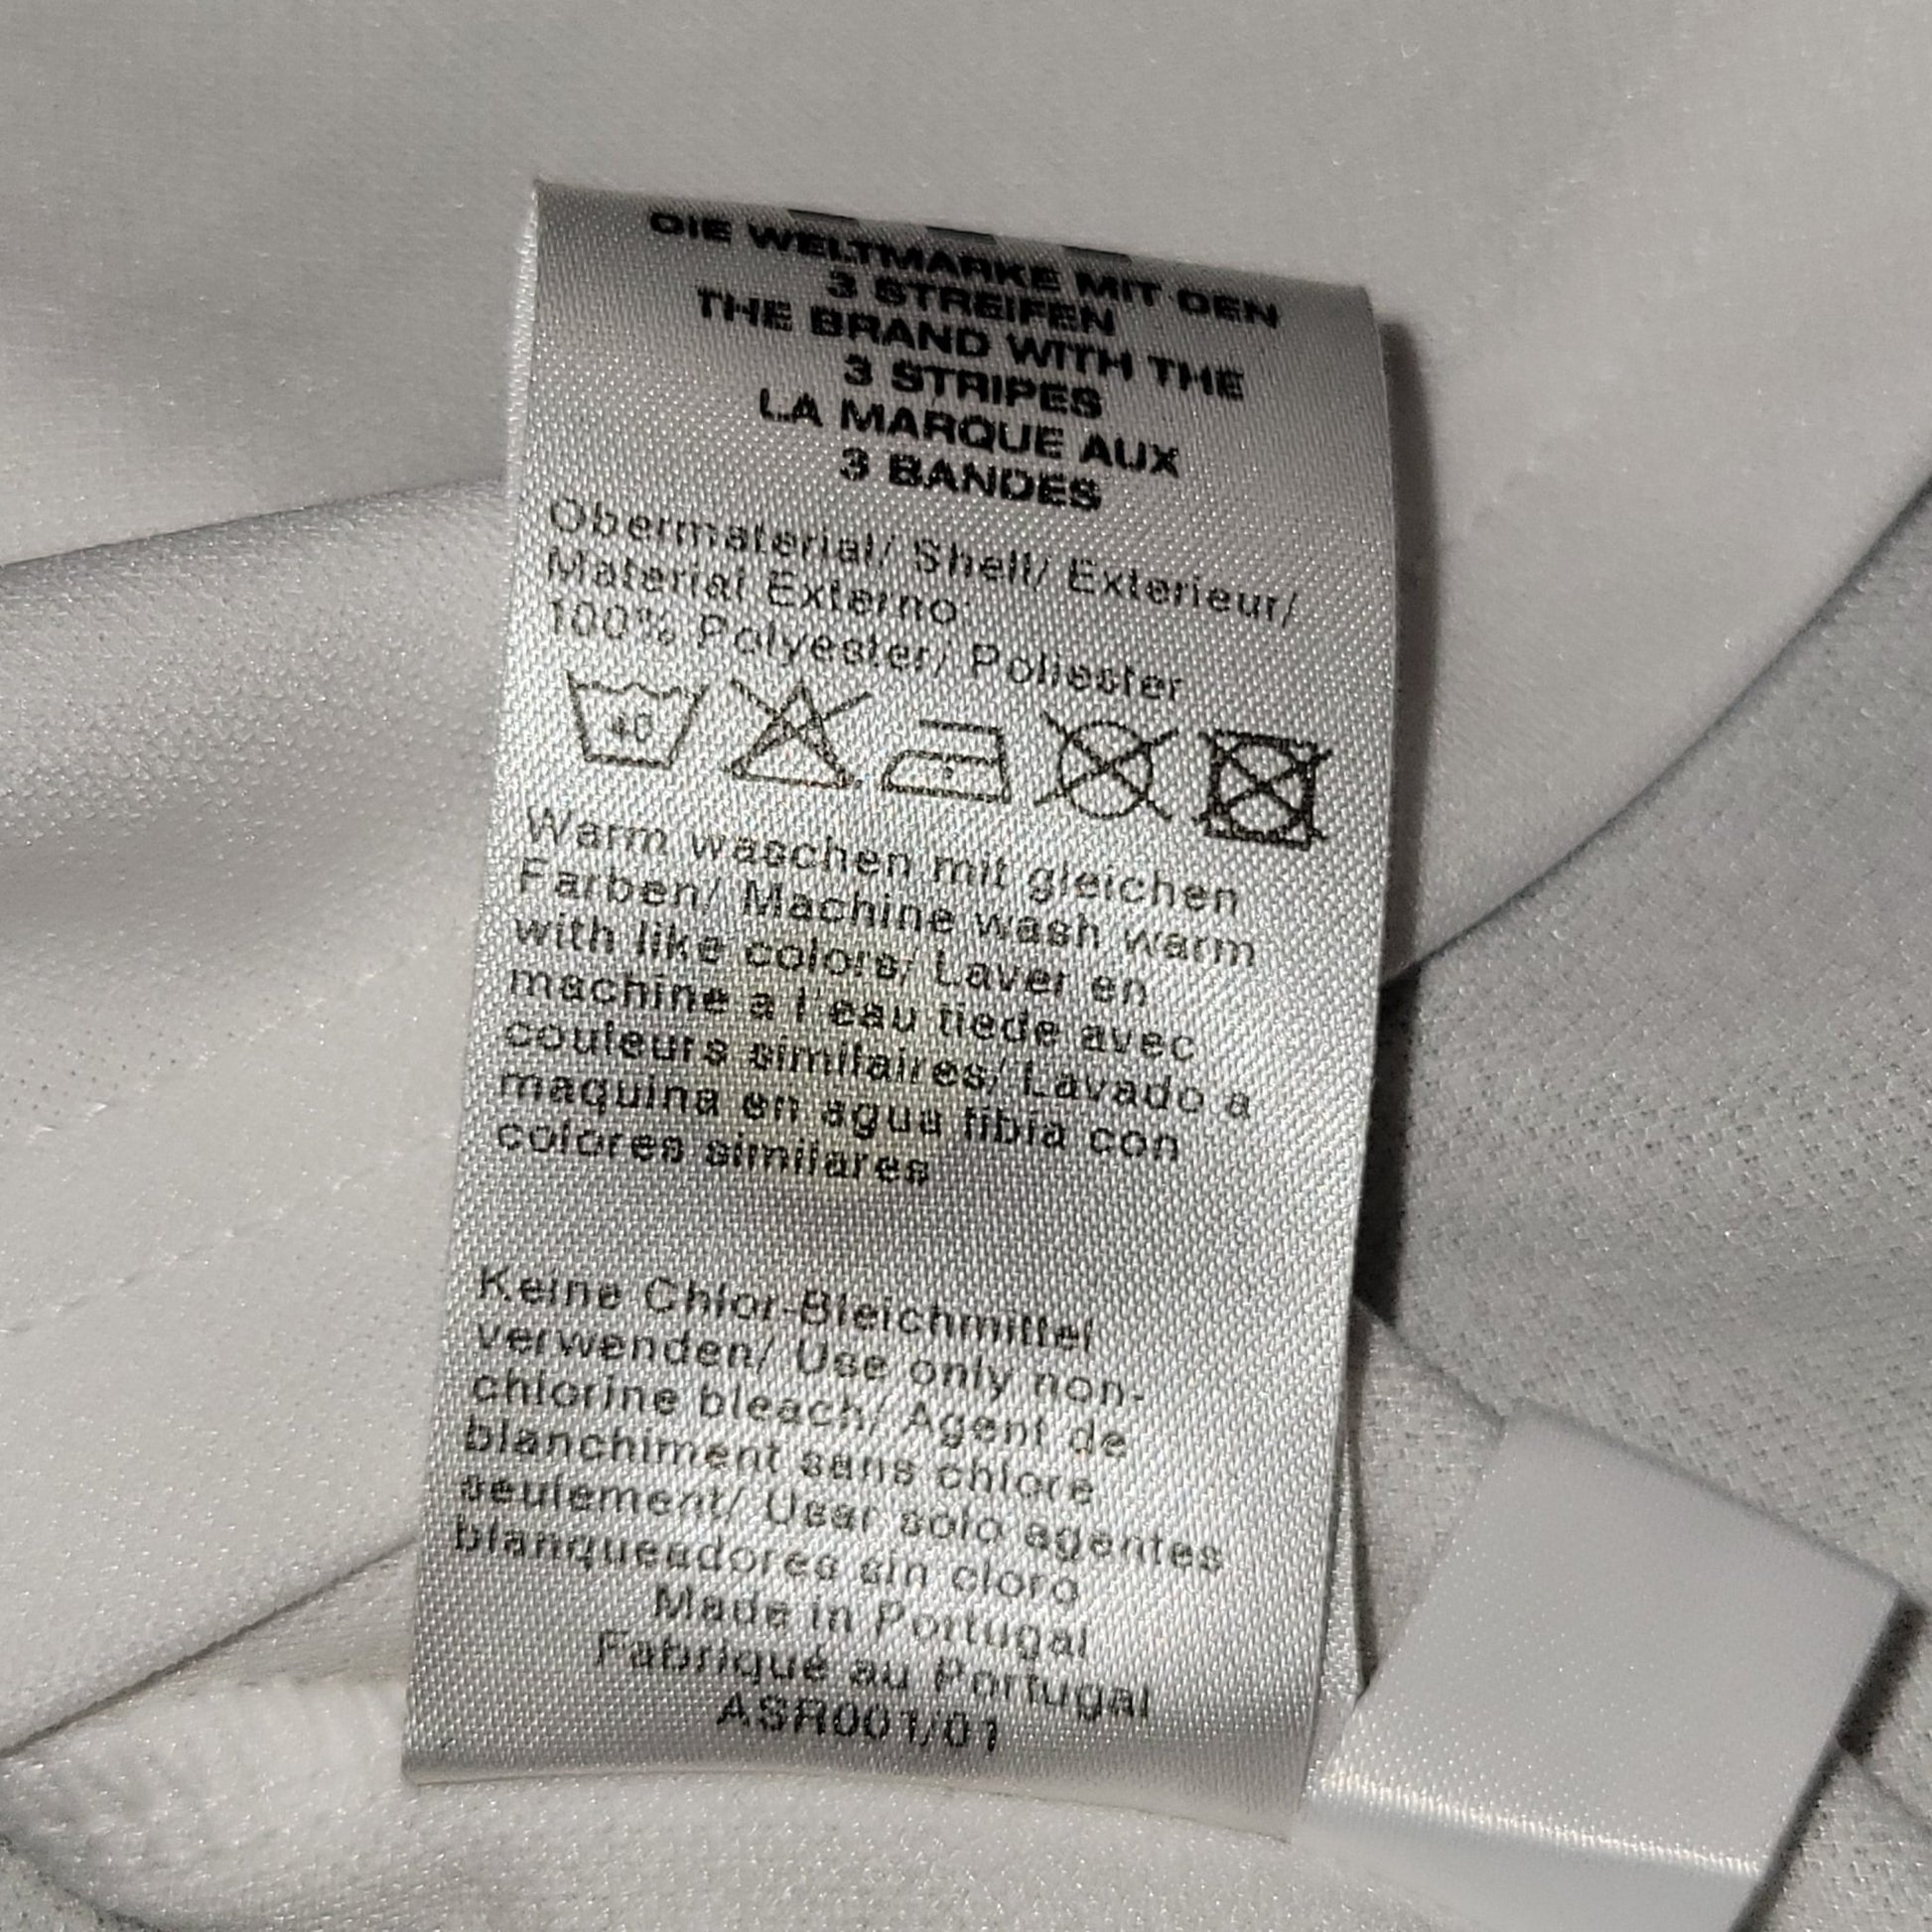 DIE WELTMARKE MIT DEN
3 STREIFEN
THE BRAND WITH THE
3 STRIPES
LA MARQUE AUX
3 BANDES
Obermaterial/ Shell/ Exterieur/
Material Externo:
100% Polyester/ Poliester
40
Warm waschen mit gleichen
Farben/ Machine wash warm
with like colors/ Laver en
machine a l'eau tiede avec
couleurs similaires/ Lavado a
maquina en agua tibia con
colores similares
Keine Chlor-Bleichmittel
verwenden/ Use only non-
chlorine bleach/ Agent de
blanchiment sans chlore
seulement/ Usar solo agentes
blanqueadores sin cloro
Made in Portugal
Fabriqué au Portugal
ASR001/01